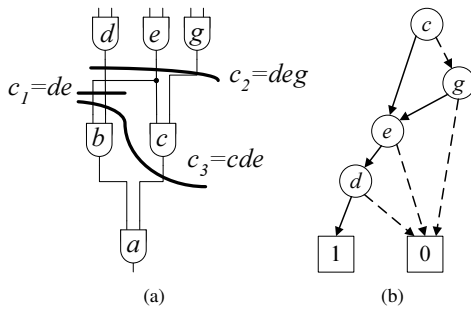 d e g
c₂=deg
c₁=de
b c
c₃=cde
a
(a)
c
g
e
d
1 0
(b)